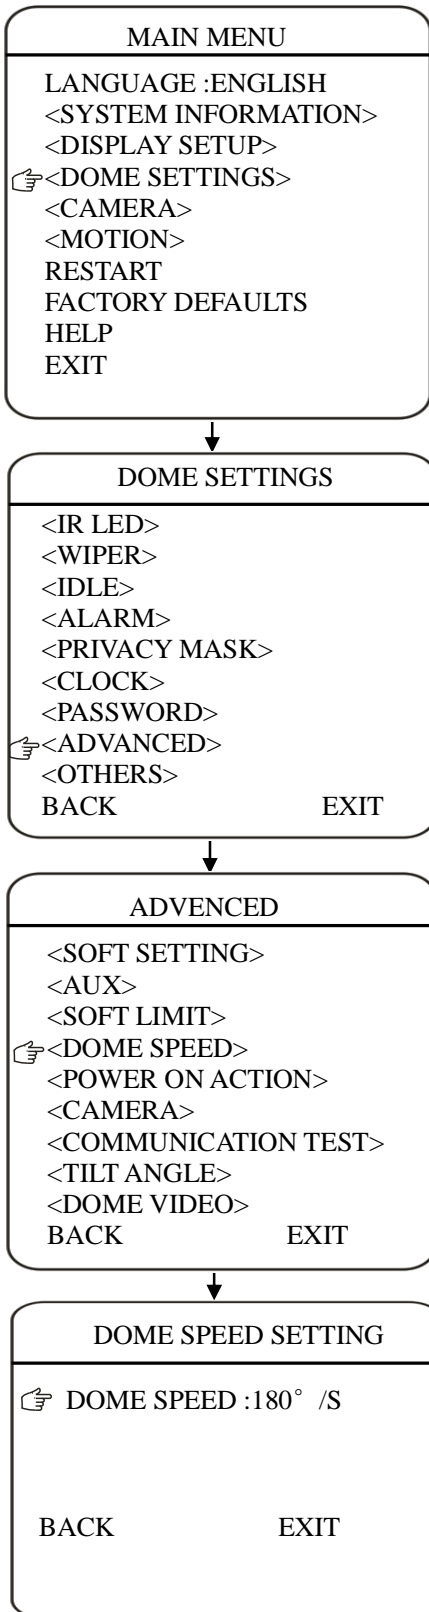 MAIN MENU
LANGUAGE :ENGLISH
<SYSTEM INFORMATION>
<DISPLAY SETUP>
<DOME SETTINGS>
<CAMERA>
<MOTION>
RESTART
FACTORY DEFAULTS
HELP
EXIT
DOME SETTINGS
<IR LED>
<WIPER>
<IDLE>
<ALARM>
<PRIVACY MASK>
<CLOCK>
<PASSWORD>
<ADVANCED>
<OTHERS>
BACK EXIT
ADVENCED
<SOFT SETTING>
<AUX>
<SOFT LIMIT>
<DOME SPEED>
<POWER ON ACTION>
<CAMERA>
<COMMUNICATION TEST>
<TILT ANGLE>
<DOME VIDEO>
BACK EXIT
DOME SPEED SETTING
DOME SPEED :180° /S
BACK EXIT